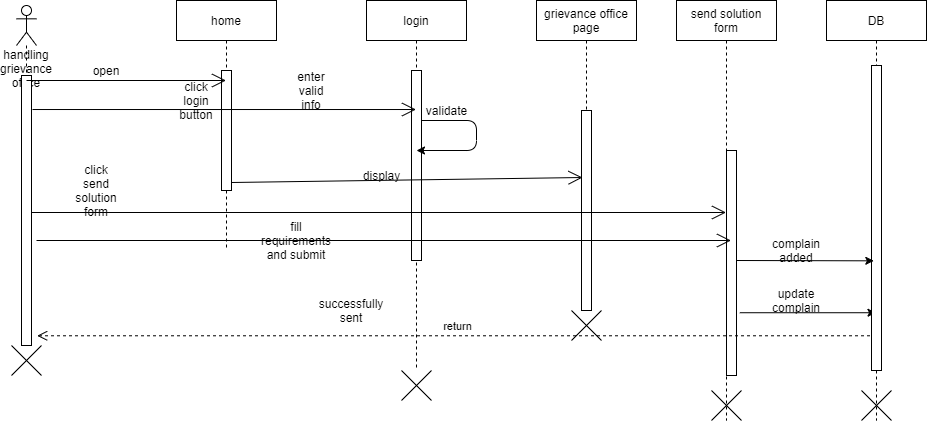 home
login
grievance office
page
send solution
form
DB
handling
grievance
office
open
click
login
button
enter
valid
info
validate
click
send
solution
form
display
fill
requirements
and submit
complain
added
update
complain
successfully
sent
return